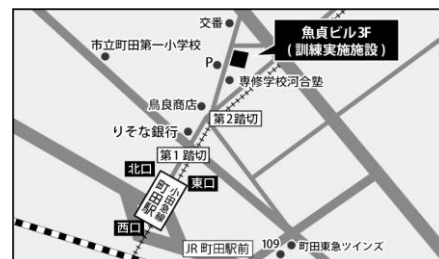 交番
魚貞ビル3F
(訓練実施施設)
市立町田第一小学校
P
専修学校河合塾
鳥良商店
第2踏切
りそな銀行
第1踏切
北口
東口
小田急線
町田駅
西口
JR 町田駅前
109
町田東急ツインズ